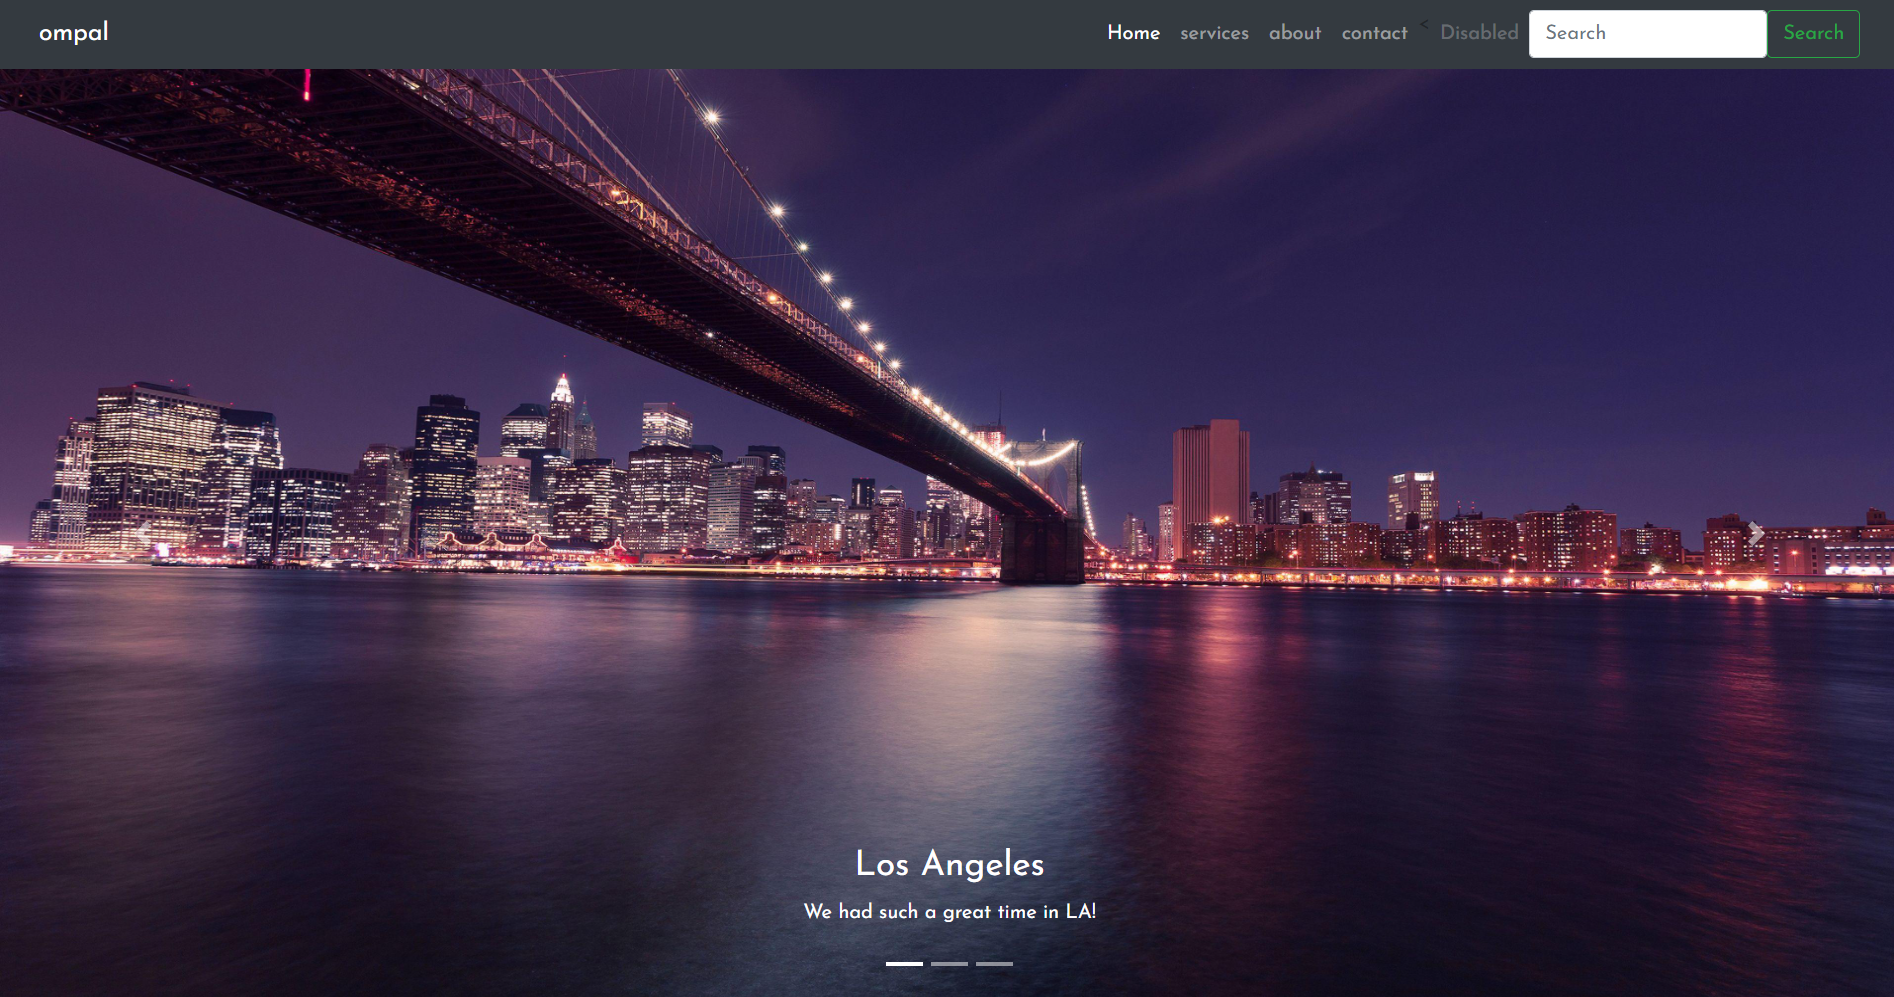 ompal
Home services about contact < Disabled Search Search
Los Angeles
We had such a great time in LA!